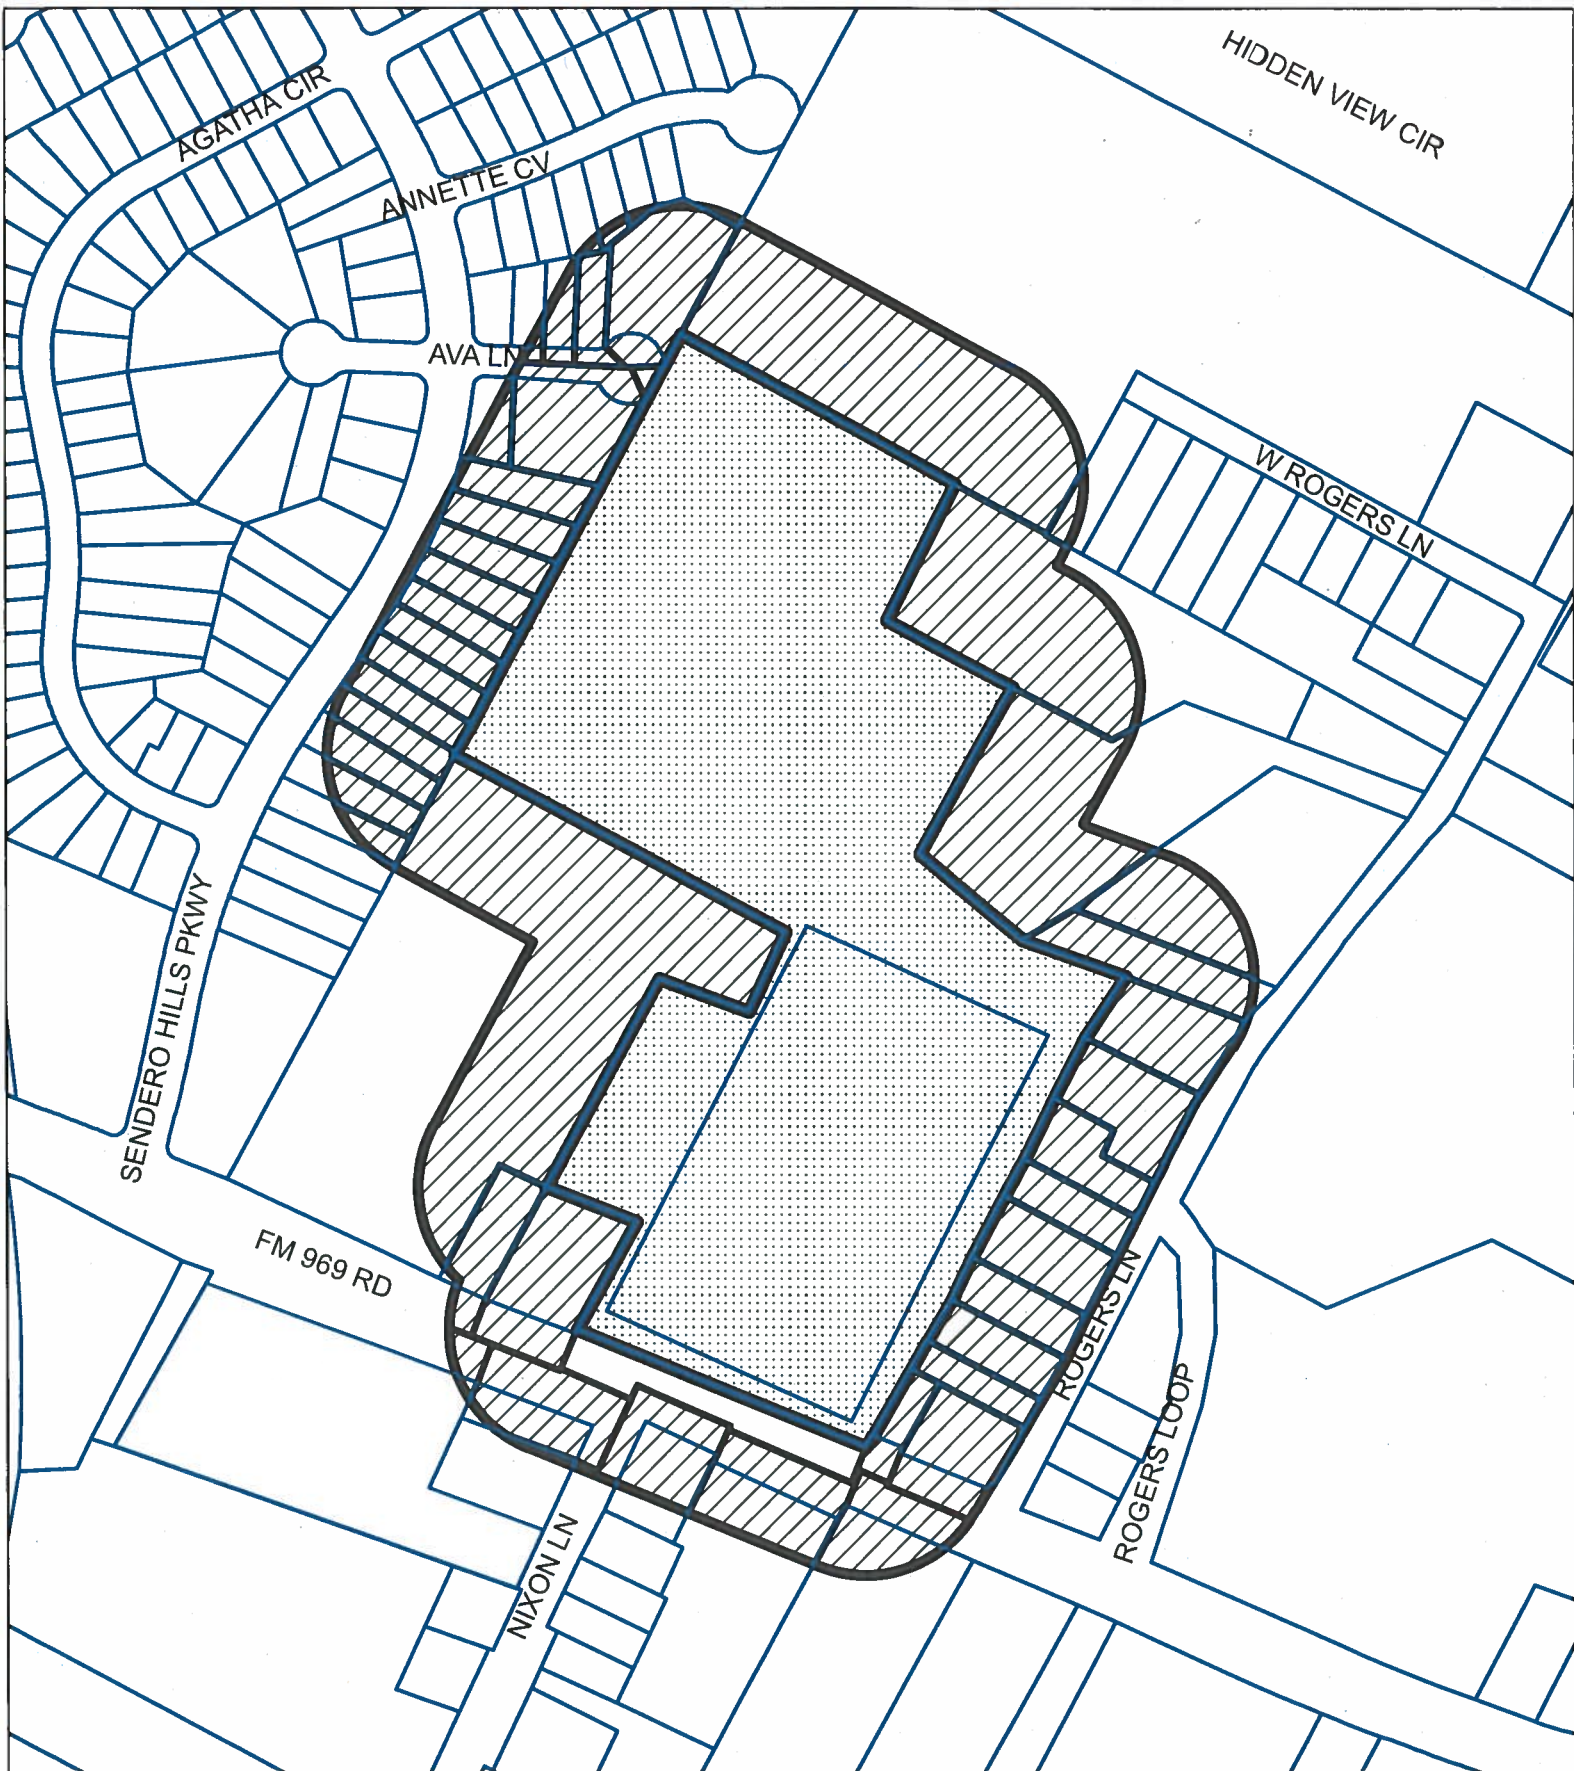 HIDDEN VIEW CIR
AGATHA CIR
ANNETTE CV
AVA LN
W ROGERS LN
SENDERO HILLS PKWY
FM 969 RD
ROGERS LN
ROGERS LOOP
NIXON LN